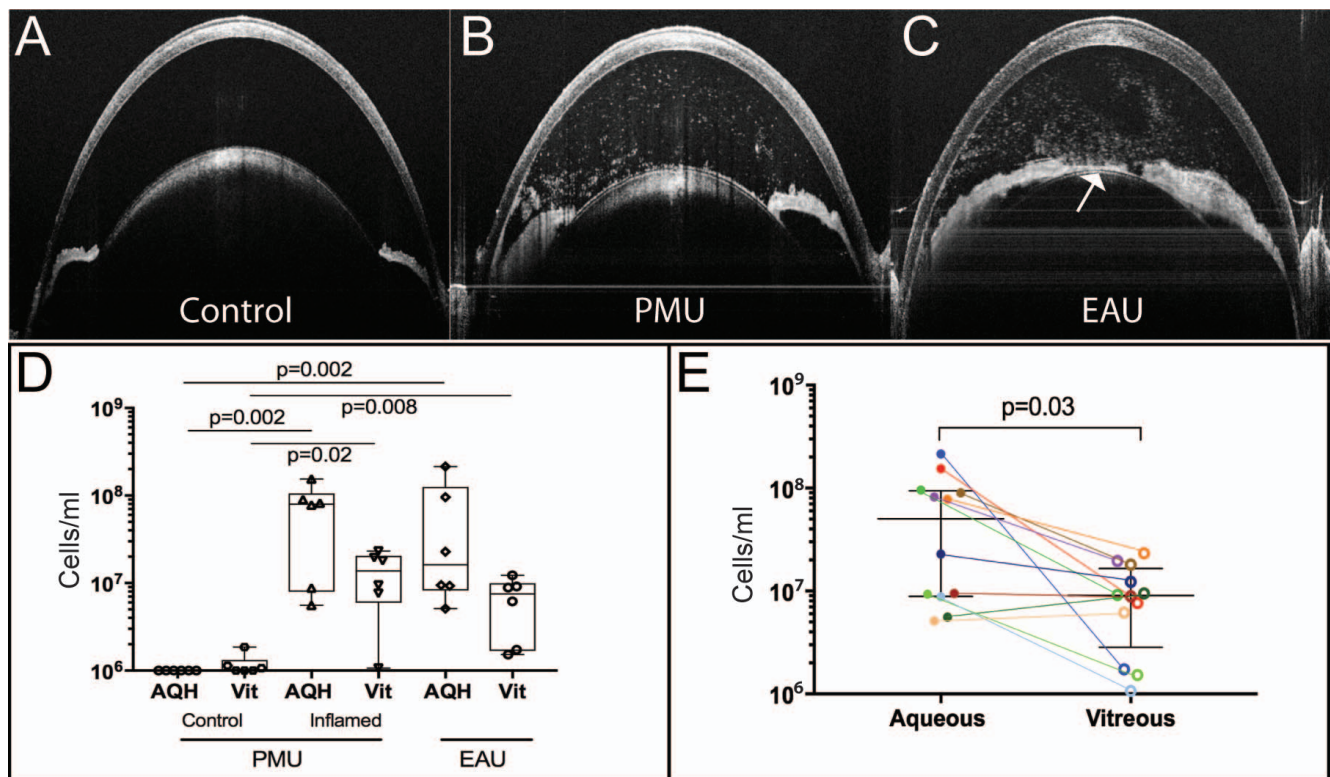 A
B
C
Control
PMU
EAU
D
p=0.002
p=0.008
p=0.002
p=0.02
10⁹
10⁸
10⁷
10⁶
Cells/ml
AQH Vit AQH Vit AQH Vit
Control Inflamed
PMU EAU
E
p=0.03
10⁹
10⁸
10⁷
10⁶
Cells/ml
Aqueous Vitreous